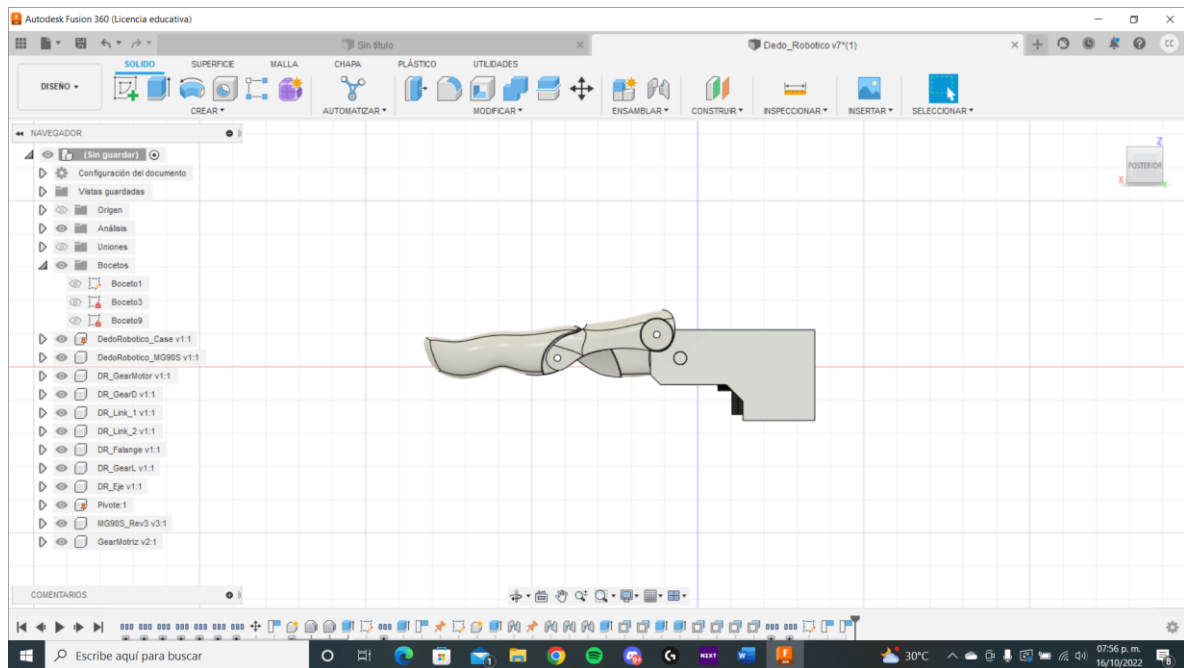 Autodesk Fusion 360 (Licencia educativa)
Sin título
Dedo_Robotico v7*(1)
CC
SÓLIDO SUPERFICIE MALLA CHAPA PLÁSTICO UTILIDADES
DISEÑO
CREAR AUTOMATIZAR MODIFICAR ENSAMBLAR CONSTRUIR INSPECCIONAR INSERTAR SELECCIONAR
NAVEGADOR
(Sin guardar)
Configuración del documento
Vistas guardadas
Origen
Análisis
Uniones
Bocetos
Boceto1
Boceto3
Boceto9
DedoRobotico_Case v1:1
DedoRobotico_MG90S v1:1
DR_GearMotor v1:1
DR_GearD v1:1
DR_Link_1 v1:1
DR_Link_2 v1:1
DR_Falange v1:1
DR_GearL v1:1
DR_Eje v1:1
Pivote:1
MG90S_Rev3 v3:1
GearMotriz v2:1
Z
POSTERIOR
X
Y
COMENTARIOS
Escribe aquí para buscar
NZXT
W
F
30°C
07:56 p. m.
16/10/2022
8